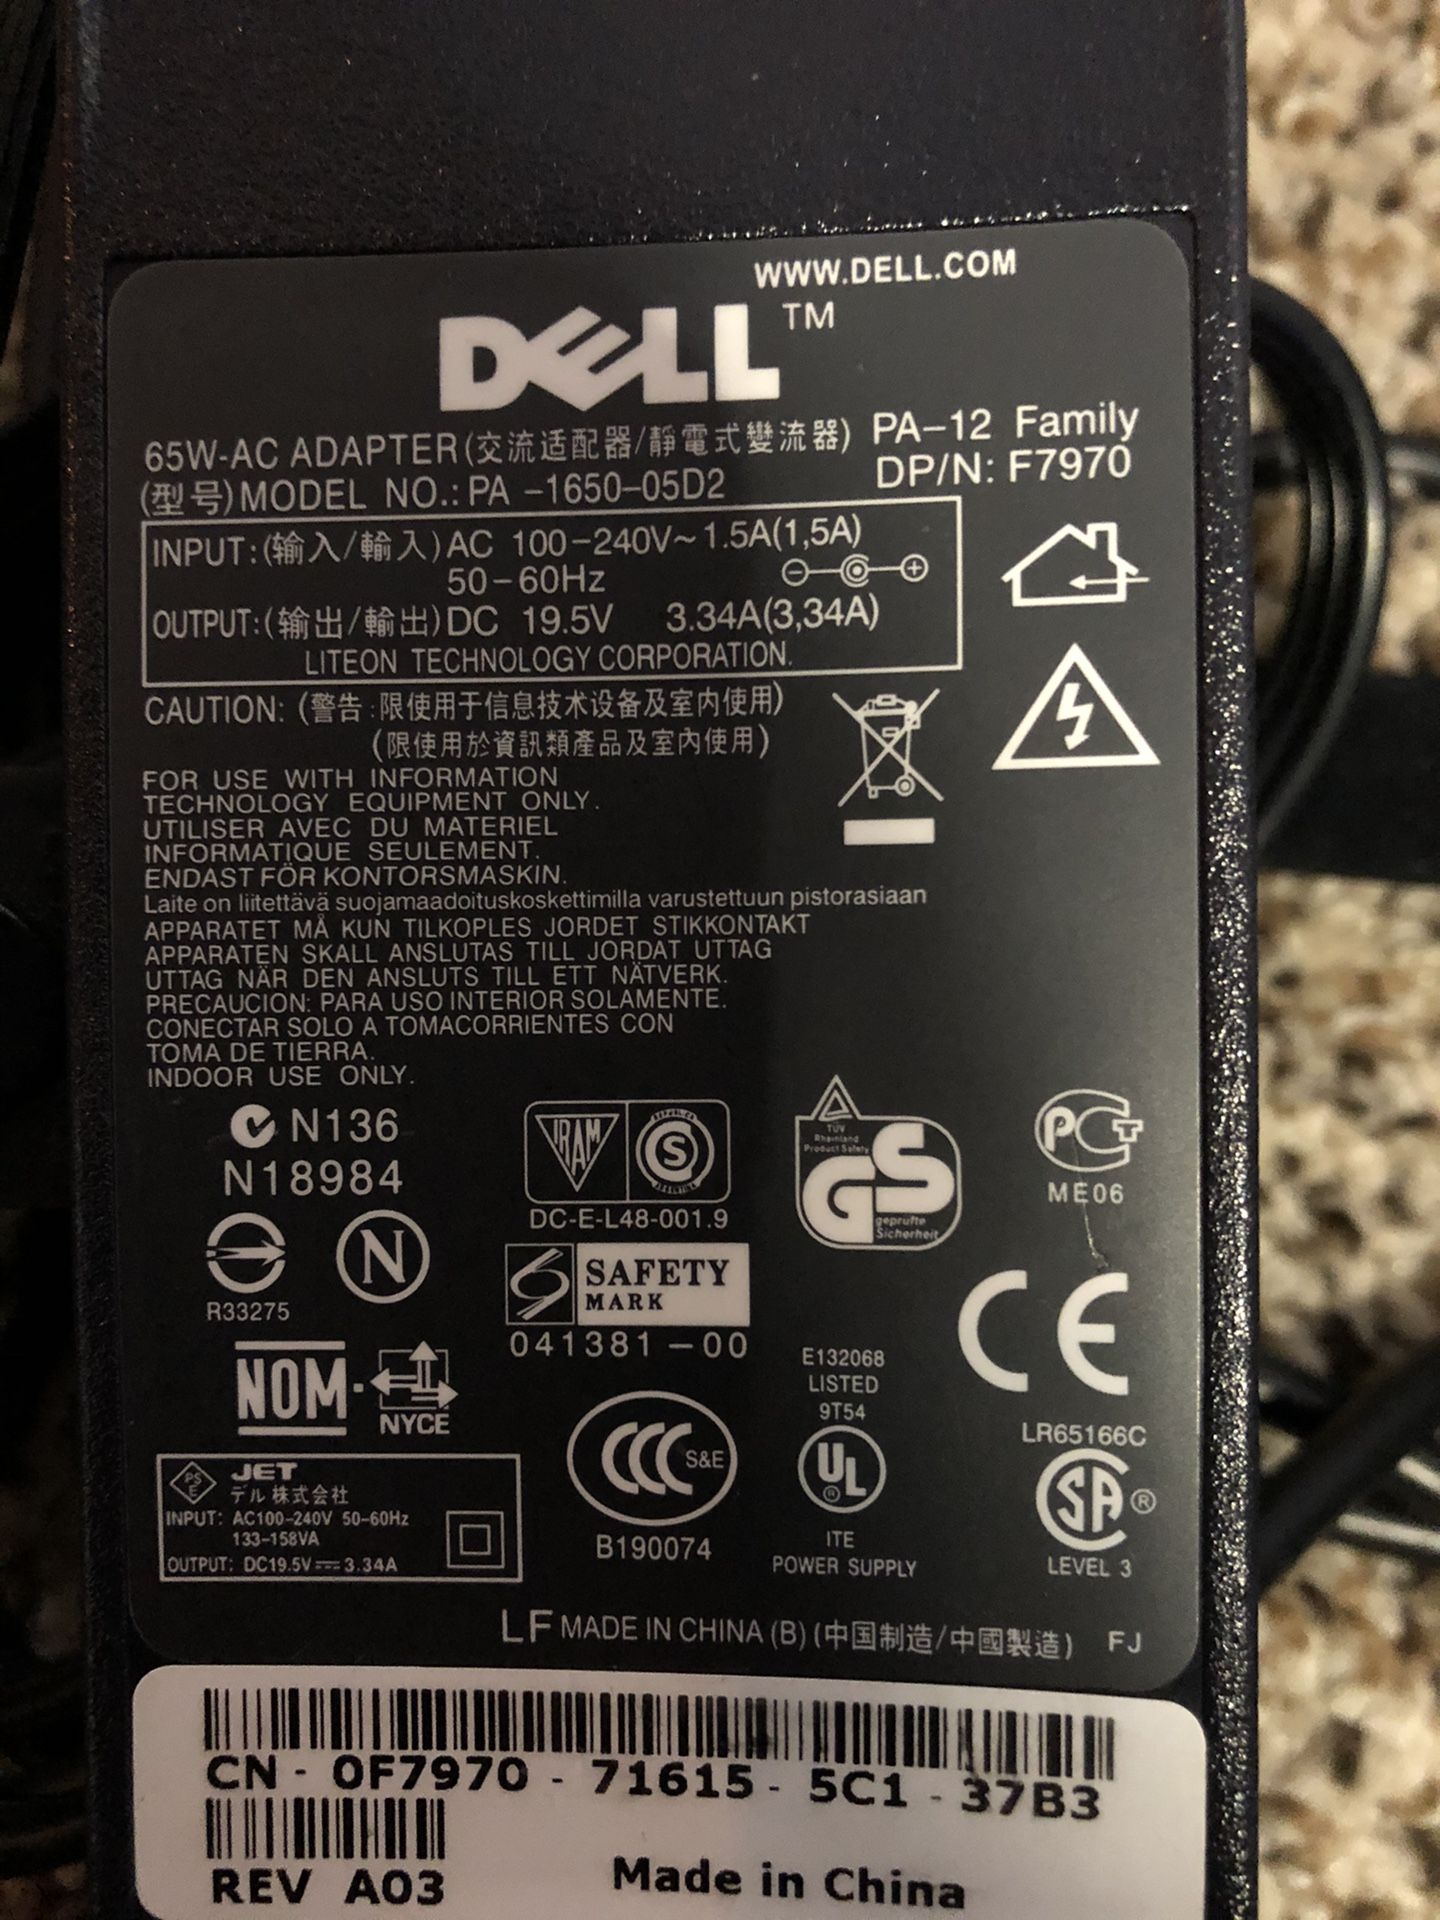 WWW.DELL.COM
DELL™
65W-AC ADAPTER(交流适配器/靜電式變流器) PA-12 Family
(型号)MODEL NO.: PA -1650-05D2 DP/N: F7970
INPUT:(输入/輸入)AC 100-240V~1.5A(1,5A)
50-60Hz
OUTPUT:(输出/輸出)DC 19.5V 3.34A(3,34A)
LITEON TECHNOLOGY CORPORATION.
CAUTION: (警告:限使用于信息技术设备及室内使用)
(限使用於資訊類產品及室內使用)
FOR USE WITH INFORMATION
TECHNOLOGY EQUIPMENT ONLY.
UTILISER AVEC DU MATERIEL
INFORMATIQUE SEULEMENT.
ENDAST FÖR KONTORSMASKIN.
Laite on liitettävä suojamaadoituskoskettimilla varustettuun pistorasiaan
APPARATET MÅ KUN TILKOPLES JORDET STIKKONTAKT
APPARATEN SKALL ANSLUTAS TILL JORDAT UTTAG
UTTAG NÄR DEN ANSLUTS TILL ETT NÄTVERK.
PRECAUCION: PARA USO INTERIOR SOLAMENTE.
CONECTAR SOLO A TOMACORRIENTES CON
TOMA DE TIERRA.
INDOOR USE ONLY.
N136
N18984
R33275
N
NOM-NYCE
IRAM S
DC-E-L48-001.9
SAFETY
MARK
041381-00
TÜV
Rheinland
Product Safety
GS
geprüfte
Sicherheit
PCT
ME06
CE
PSE JET
デル株式会社
INPUT: AC100-240V 50-60Hz
133-158VA
OUTPUT: DC19.5V⎓3.34A
CCC S&E
B190074
E132068
LISTED
9T54
UL®
ITE
POWER SUPPLY
LR65166C
SA®
LEVEL 3
LF MADE IN CHINA (B) (中国制造/中國製造) FJ
CN - 0F7970 - 71615 - 5C1 - 37B3
REV A03
Made in China